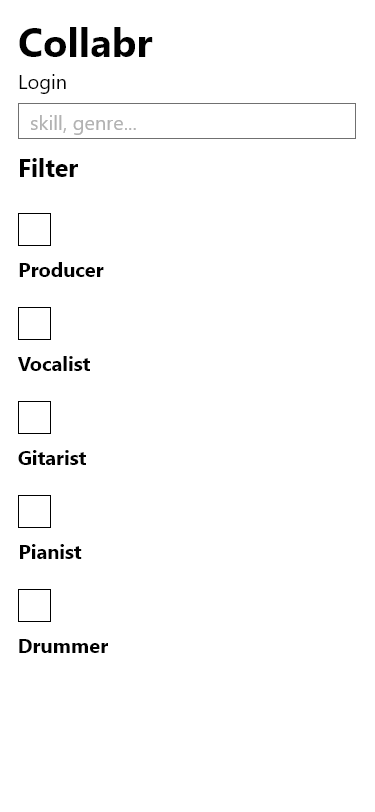 Collabr
Login
skill, genre...
Filter
Producer
Vocalist
Gitarist
Pianist
Drummer